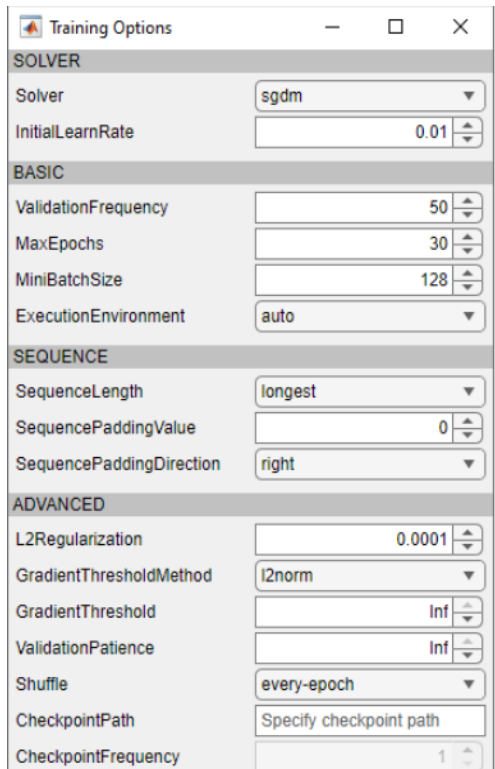 Training Options
SOLVER
Solver sgdm
InitialLearnRate 0.01
BASIC
ValidationFrequency 50
MaxEpochs 30
MiniBatchSize 128
ExecutionEnvironment auto
SEQUENCE
SequenceLength longest
SequencePaddingValue 0
SequencePaddingDirection right
ADVANCED
L2Regularization 0.0001
GradientThresholdMethod l2norm
GradientThreshold Inf
ValidationPatience Inf
Shuffle every-epoch
CheckpointPath Specify checkpoint path
CheckpointFrequency 1